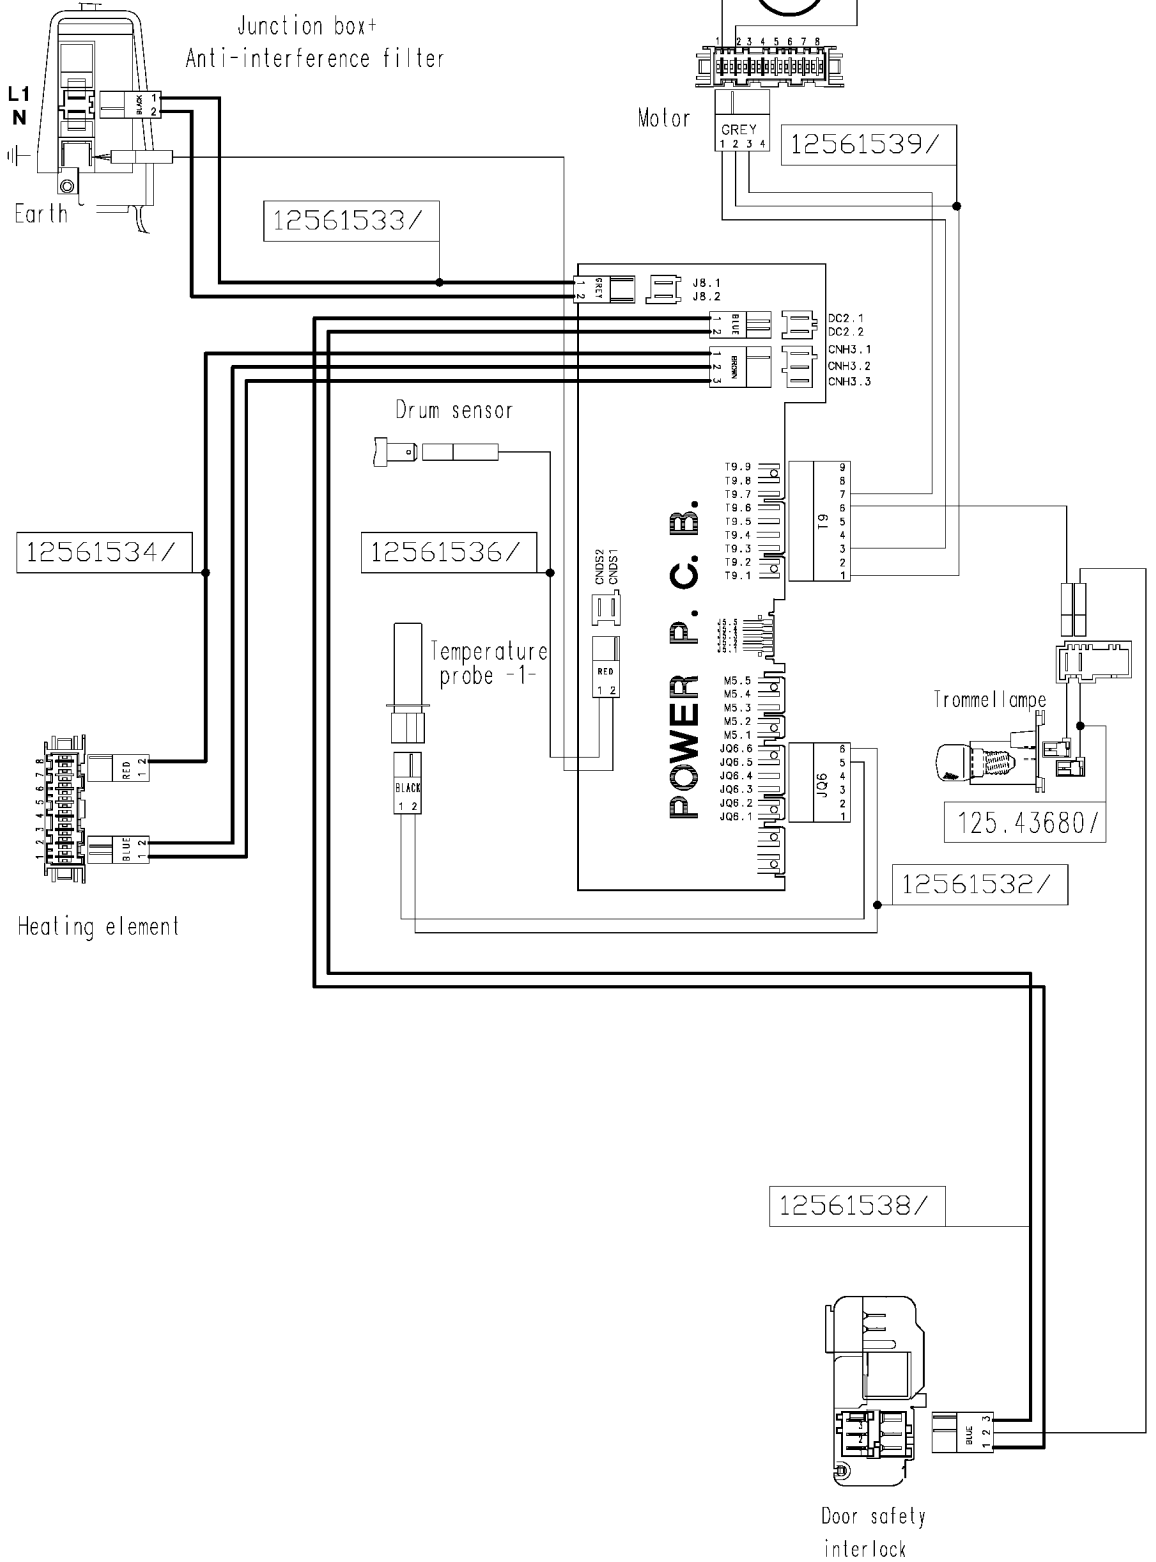 Junction box+
Anti-interference filter
L1
N
BLACK
1
2
Earth
12561533/
1 2 3 4 5 6 7 8
Motor
GREY
1 2 3 4
12561539/
1
2
GREY
J8.1
J8.2
1
2
BLUE
DC2.1
DC2.2
1
2
3
BROWN
CNH3.1
CNH3.2
CNH3.3
Drum sensor
12561534/
12561536/
CNDS2
CNDS1
RED
1 2
POWER P. C. B.
T9.9
T9.8
T9.7
T9.6
T9.5
T9.4
T9.3
T9.2
T9.1
T9
9
8
7
6
5
4
3
2
1
M5.5
M5.4
M5.3
M5.2
M5.1
JQ6.6
JQ6.5
JQ6.4
JQ6.3
JQ6.2
JQ6.1
JQ6
6
5
4
3
2
1
Temperature
probe -1-
BLACK
1 2
Trommellampe
125.43680/
12561532/
8
7
6
5
4
3
2
1
RED
2
1
BLUE
2
1
Heating element
12561538/
BLUE
3
2
1
Door safety
interlock